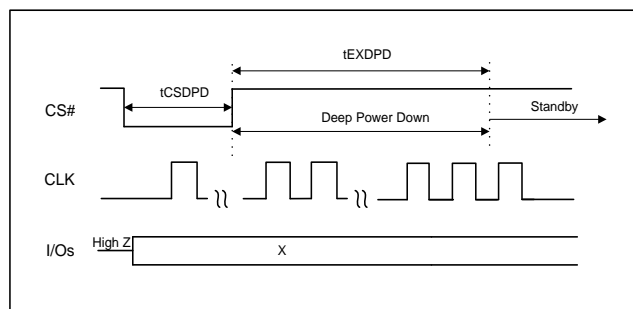 tEXDPD
tCSDPD
CS#
Deep Power Down
Standby
CLK
High Z
I/Os
X